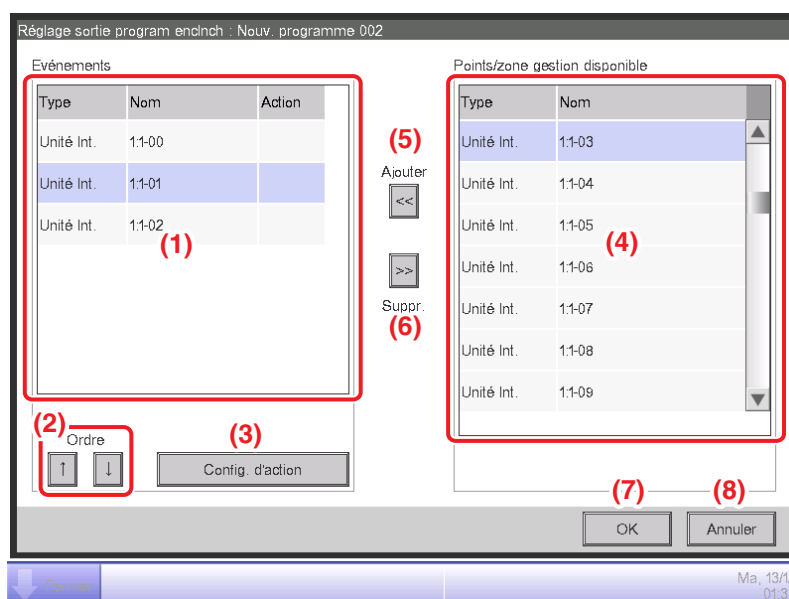 Réglage sortie program enclnch : Nouv. programme 002
Evénements
Type Nom Action
Unité Int. 1:1-00
Unité Int. 1:1-01
Unité Int. 1:1-02
(1)
(2)
Ordre
↑ ↓
(3)
Config. d'action
(5)
Ajouter
<<
>>
Suppr.
(6)
Points/zone gestion disponible
Type Nom
Unité Int. 1:1-03
Unité Int. 1:1-04
Unité Int. 1:1-05
(4)
Unité Int. 1:1-06
Unité Int. 1:1-07
Unité Int. 1:1-08
Unité Int. 1:1-09
(7) (8)
OK Annuler
Ma, 13/1
01:3